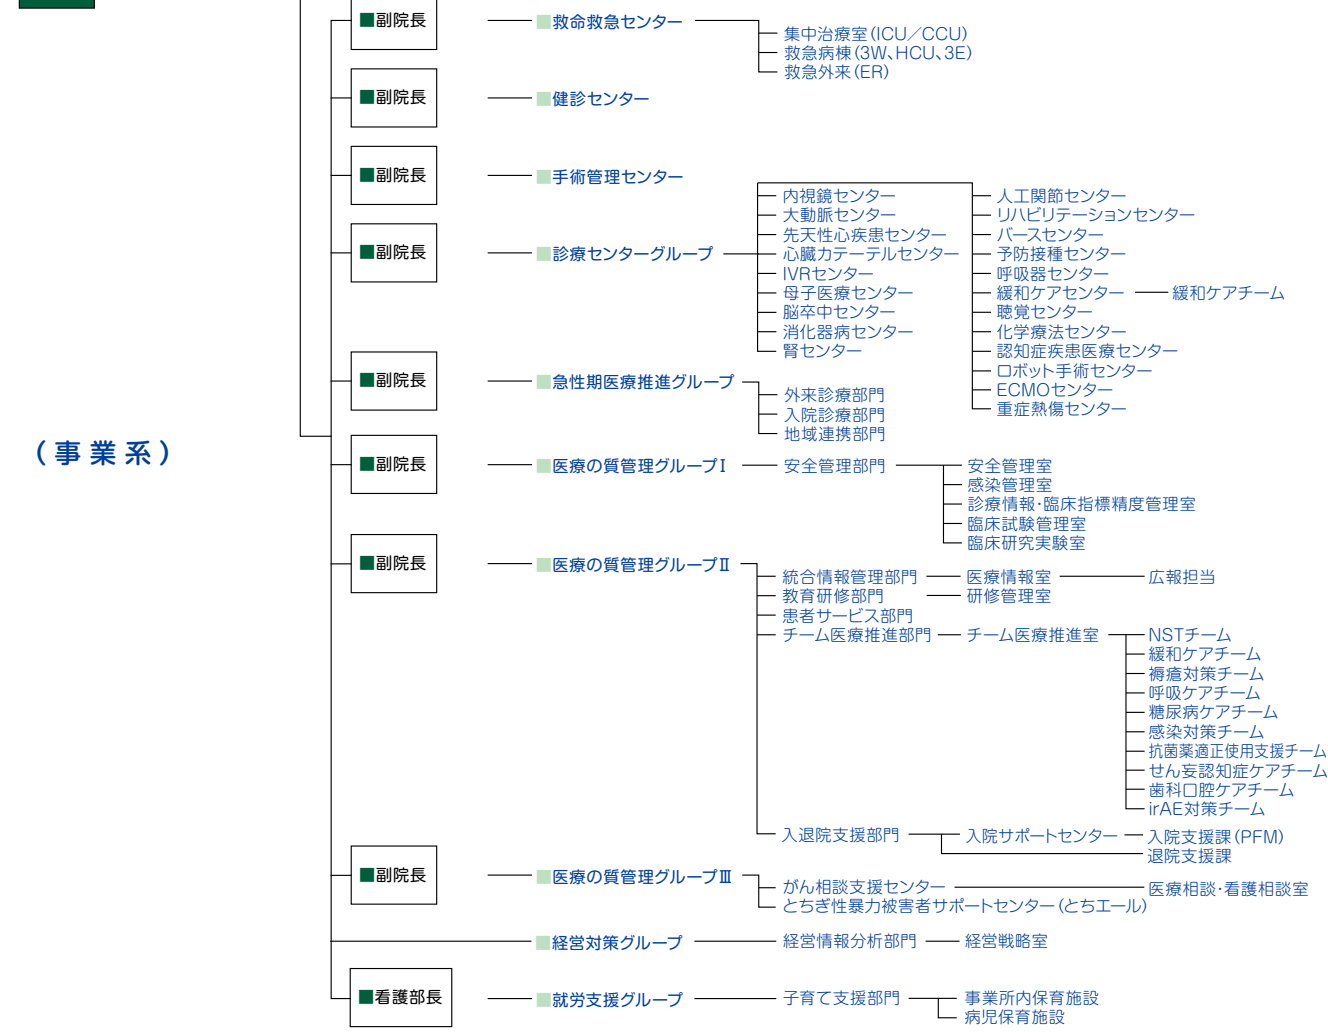 ■副院長
■救命救急センター
集中治療室(ICU／CCU)
救急病棟(3W、HCU、3E)
救急外来(ER)
■副院長
■健診センター
■副院長
■手術管理センター
■副院長
■診療センターグループ
内視鏡センター
大動脈センター
先天性心疾患センター
心臓カテーテルセンター
IVRセンター
母子医療センター
脳卒中センター
消化器病センター
腎センター
人工関節センター
リハビリテーションセンター
バースセンター
予防接種センター
呼吸器センター
緩和ケアセンター
緩和ケアチーム
聴覚センター
化学療法センター
認知症疾患医療センター
ロボット手術センター
ECMOセンター
重症熱傷センター
■副院長
■急性期医療推進グループ
外来診療部門
入院診療部門
地域連携部門
(事業系)
■副院長
■医療の質管理グループⅠ
安全管理部門
安全管理室
感染管理室
診療情報・臨床指標精度管理室
臨床試験管理室
臨床研究実験室
■副院長
■医療の質管理グループⅡ
統合情報管理部門
医療情報室
広報担当
教育研修部門
研修管理室
患者サービス部門
チーム医療推進部門
チーム医療推進室
NSTチーム
緩和ケアチーム
褥瘡対策チーム
呼吸ケアチーム
糖尿病ケアチーム
感染対策チーム
抗菌薬適正使用支援チーム
せん妄認知症ケアチーム
歯科口腔ケアチーム
irAE対策チーム
入退院支援部門
入院サポートセンター
入院支援課(PFM)
退院支援課
■副院長
■医療の質管理グループⅢ
がん相談支援センター
医療相談・看護相談室
とちぎ性暴力被害者サポートセンター(とちエール)
■経営対策グループ
経営情報分析部門
経営戦略室
■看護部長
■就労支援グループ
子育て支援部門
事業所内保育施設
病児保育施設